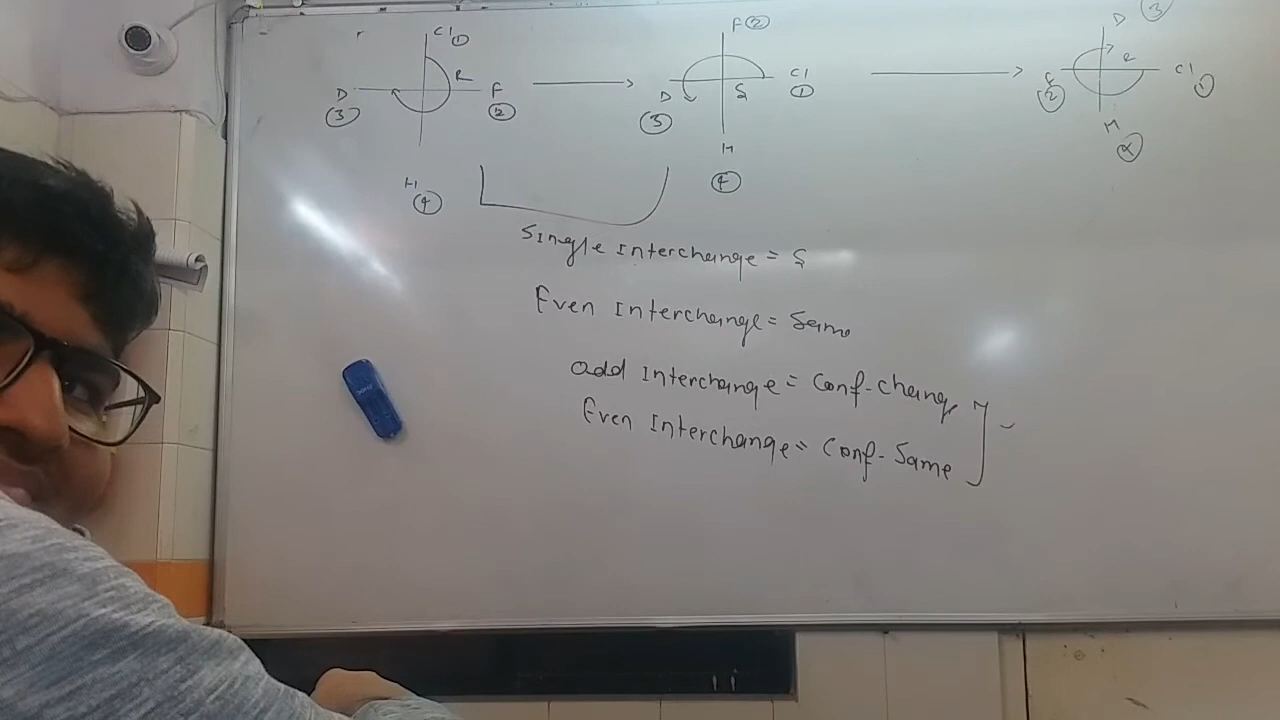 Cl ①
R
D
③
F
②
H
④
F ②
Cl
①
S
D
③
H
④
D
③
R
Cl
①
F
②
H
④
Single Interchange = S
Even Interchange = Same
odd Interchange = Conf-change
Even Interchange = Conf-Same